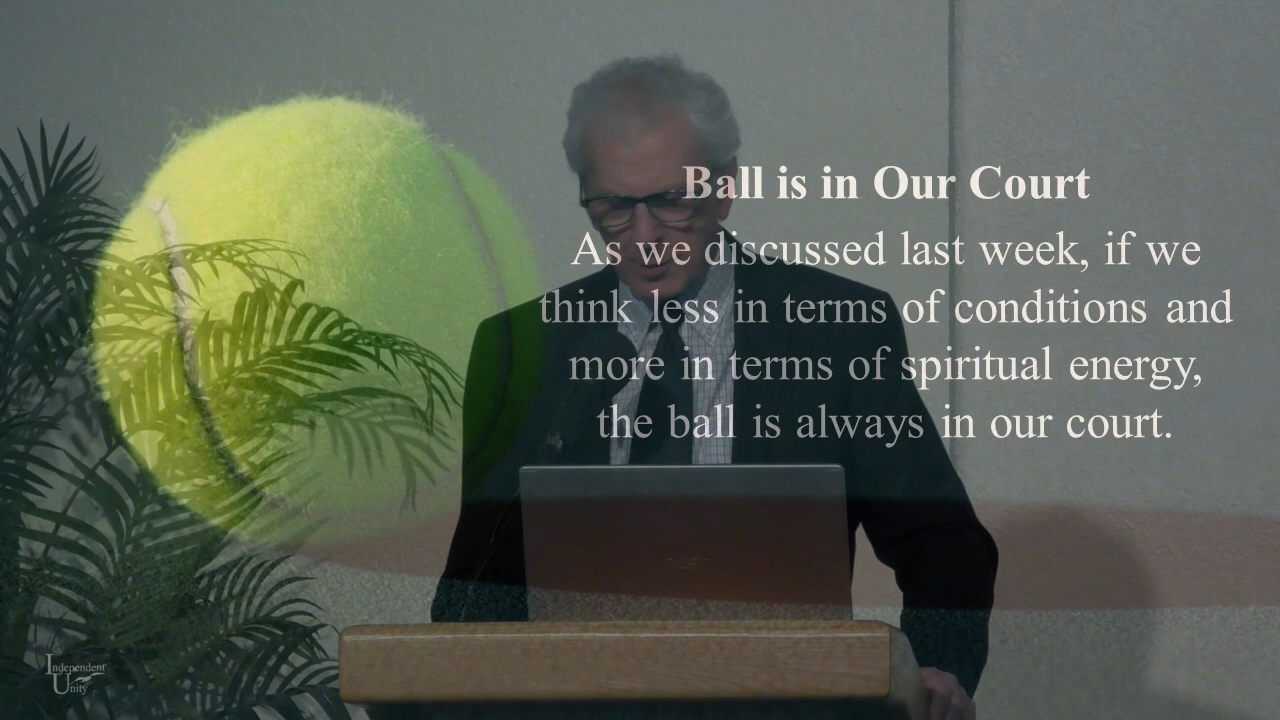 Ball is in Our Court
As we discussed last week, if we
think less in terms of conditions and
more in terms of spiritual energy,
the ball is always in our court.
Independent
Unity